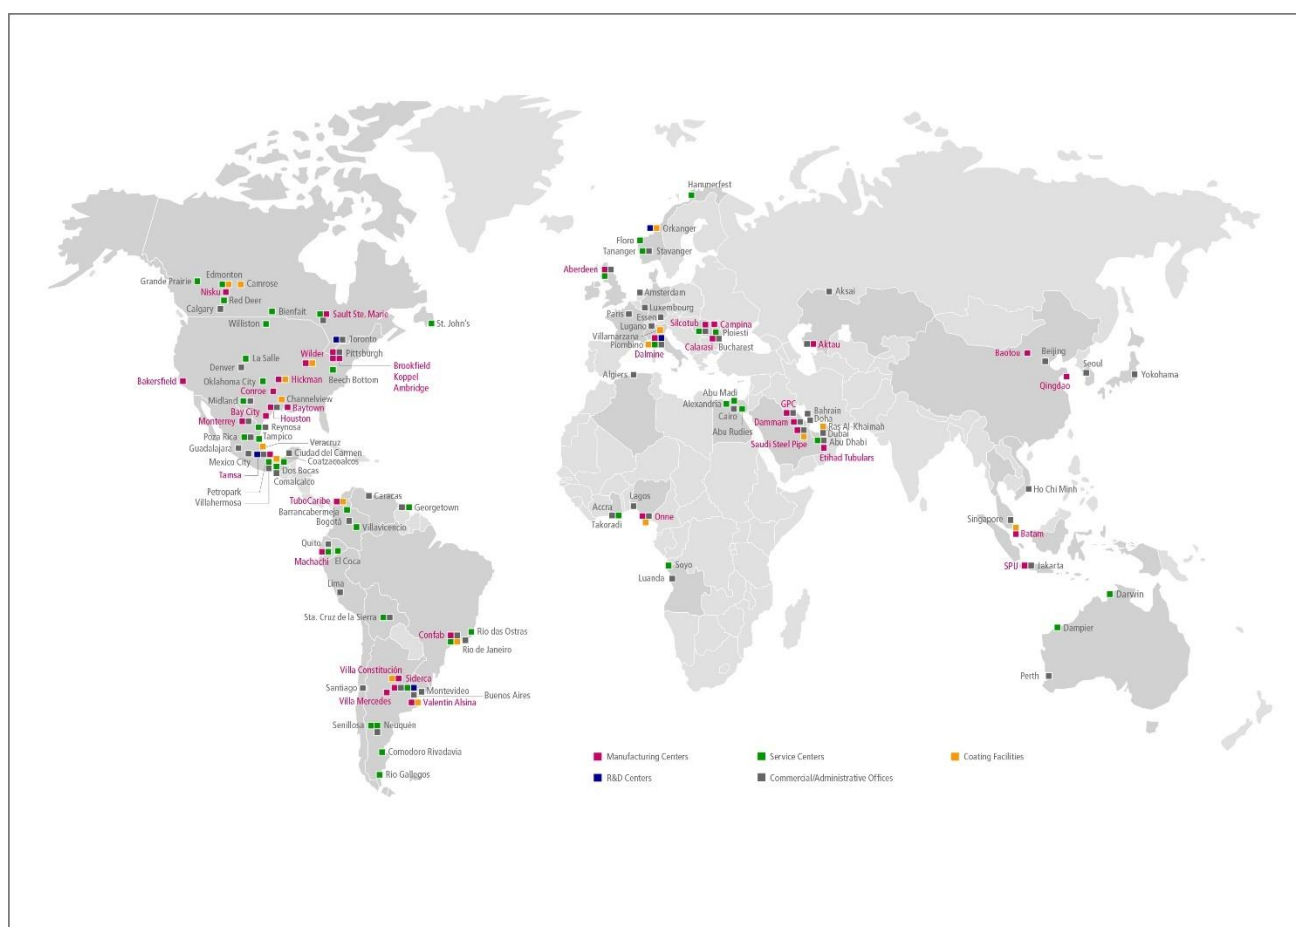 Hammerfest
Orkanger
Floro
Tananger
Stavanger
Aberdeen
Edmonton
Grande Prairie
Camrose
Nisku
Red Deer
Calgary
Bienfait
Sault Ste. Marie
Williston
St. John's
Toronto
Wilder
Pittsburgh
La Salle
Denver
Brookfield
Koppel
Ambridge
Beech Bottom
Bakersfield
Oklahoma City
Hickman
Conroe
Channelview
Midland
Baytown
Bay City
Houston
Monterrey
Reynosa
Poza Rica
Tampico
Veracruz
Guadalajara
Ciudad del Carmen
Mexico City
Coatzacoalcos
Tamsa
Dos Bocas
Comalcalco
Petropark
Villahermosa
TuboCaribe
Caracas
Barrancabermeja
Georgetown
Bogotá
Villavicencio
Quito
Machachi
El Coca
Lima
Sta. Cruz de la Sierra
Confab
Rio das Ostras
Rio de Janeiro
Villa Constitución
Siderca
Santiago
Montevideo
Buenos Aires
Villa Mercedes
Valentin Alsina
Senillosa
Neuquén
Comodoro Rivadavia
Rio Gallegos
Amsterdam
Luxembourg
Paris
Essen
Lugano
Villamarzana
Piombino
Dalmine
Silcotub
Campina
Ploiesti
Calarasi
Bucharest
Aksai
Aktau
Algiers
Abu Madi
Alexandria
Cairo
Abu Rudies
GPC
Bahrain
Doha
Dammam
Ras Al-Khaimah
Dubai
Saudi Steel Pipe
Abu Dhabi
Etihad Tubulars
Lagos
Accra
Takoradi
Onne
Soyo
Luanda
Baotou
Beijing
Seoul
Qingdao
Yokohama
Ho Chi Minh
Singapore
Batam
SPIJ
Jakarta
Darwin
Dampier
Perth
Manufacturing Centers
Service Centers
Coating Facilities
R&D Centers
Commercial/Administrative Offices